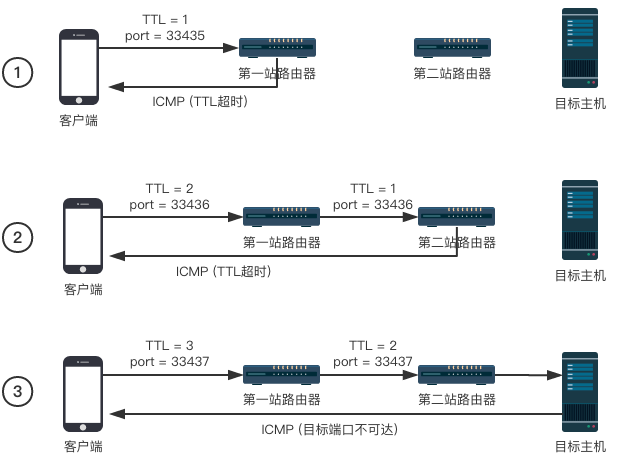 TTL = 1
port = 33435
1
第一站路由器
第二站路由器
ICMP (TTL超时)
目标主机
客户端
TTL = 2
port = 33436
TTL = 1
port = 33436
2
第一站路由器
第二站路由器
ICMP (TTL超时)
目标主机
客户端
TTL = 3
port = 33437
TTL = 2
port = 33437
3
第一站路由器
第二站路由器
ICMP (目标端口不可达)
客户端
目标主机